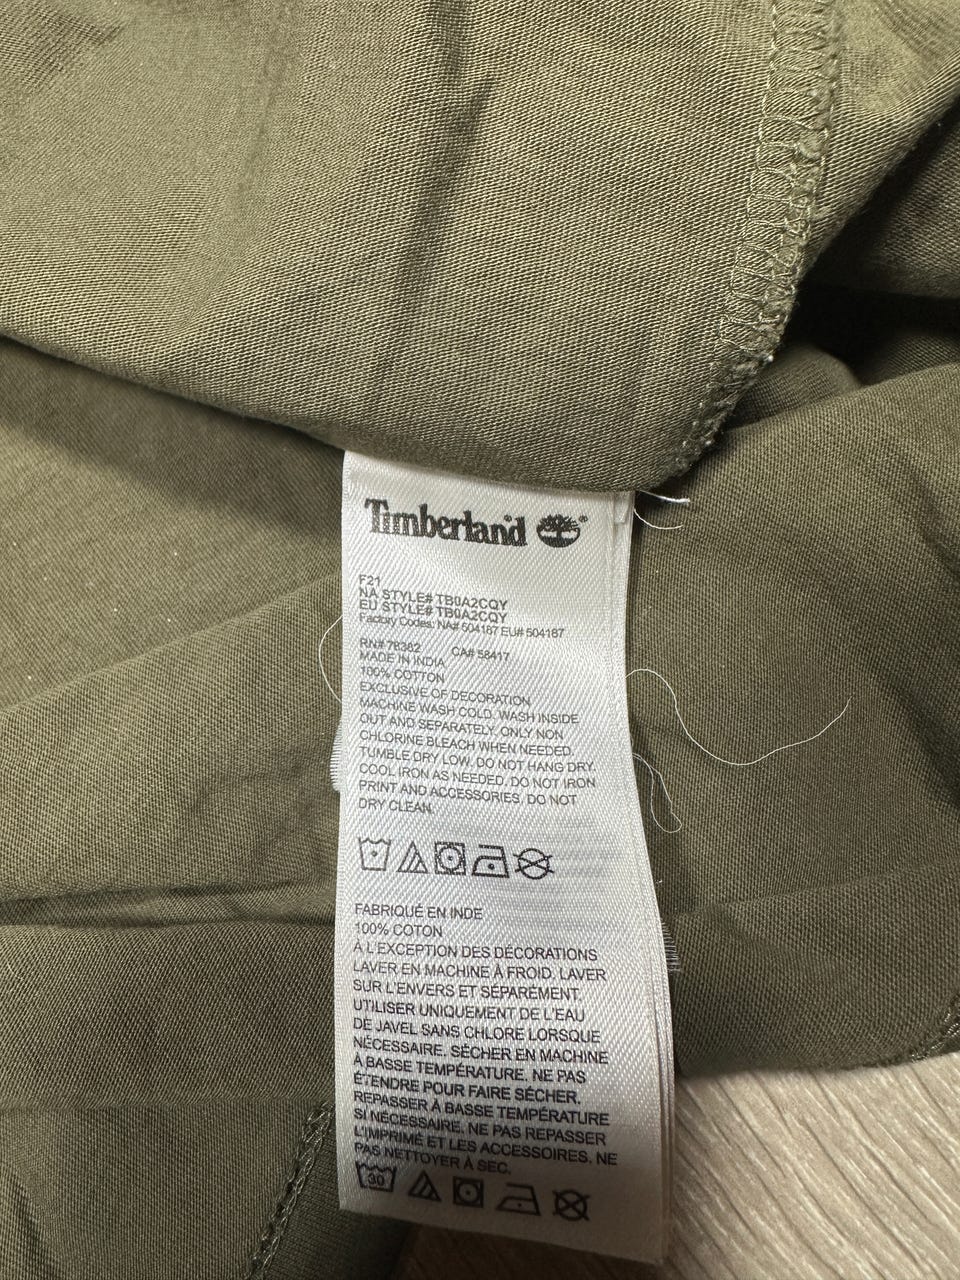 Timberland®
F21
NA STYLE# TB0A2CQY
EU STYLE# TB0A2CQY
Factory Codes: NA# 504187 EU# 504187
RN# 78382 CA# 58417
MADE IN INDIA
100% COTTON
EXCLUSIVE OF DECORATION
MACHINE WASH COLD. WASH INSIDE
OUT AND SEPARATELY. ONLY NON
CHLORINE BLEACH WHEN NEEDED.
TUMBLE DRY LOW. DO NOT HANG DRY.
COOL IRON AS NEEDED. DO NOT IRON
PRINT AND ACCESSORIES. DO NOT
DRY CLEAN.
FABRIQUÉ EN INDE
100% COTON
À L'EXCEPTION DES DÉCORATIONS
LAVER EN MACHINE À FROID. LAVER
SUR L'ENVERS ET SÉPARÉMENT.
UTILISER UNIQUEMENT DE L'EAU
DE JAVEL SANS CHLORE LORSQUE
NÉCESSAIRE. SÉCHER EN MACHINE
À BASSE TEMPÉRATURE. NE PAS
ÉTENDRE POUR FAIRE SÉCHER.
REPASSER À BASSE TEMPÉRATURE
SI NÉCESSAIRE. NE PAS REPASSER
L'IMPRIMÉ ET LES ACCESSOIRES. NE
PAS NETTOYER À SEC.
30